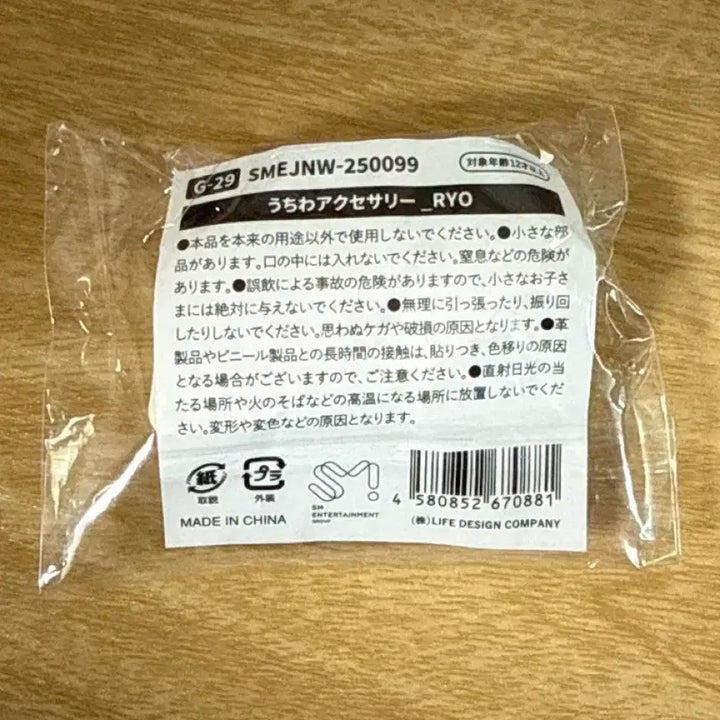 G-29 SMEJNW-250099 対象年齢12才以上
うちわアクセサリー_RYO
●本品を本来の用途以外で使用しないでください。●小さな部
品があります。口の中には入れないでください。窒息などの危険が
あります。●誤飲による事故の危険がありますので、小さなお子さ
まには絶対に与えないでください。●無理に引っ張ったり、振り回
したりしないでください。思わぬケガや破損の原因となります。●革
製品やビニール製品との長時間の接触は、貼りつき、色移りの原因
となる場合がございますので、ご注意ください。●直射日光の当
たる場所や火のそばなどの高温になる場所に放置しないでくだ
さい。変形や変色などの原因となります。
紙
取説
プラ
外装
MADE IN CHINA
SM
SM
ENTERTAINMENT
GROUP
4 580852 670881
(株)LIFE DESIGN COMPANY